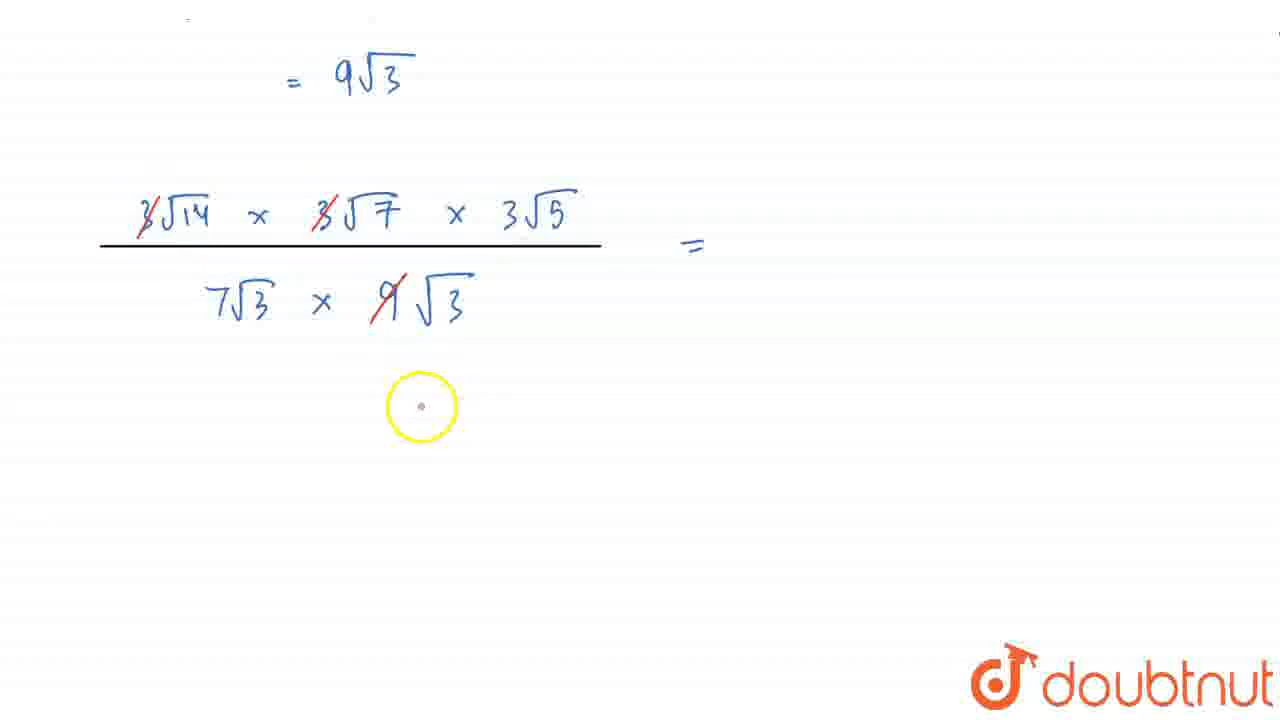 = 9√3
3√14 × 3√7 × 3√5
=
7√3 × 9√3
doubtnut